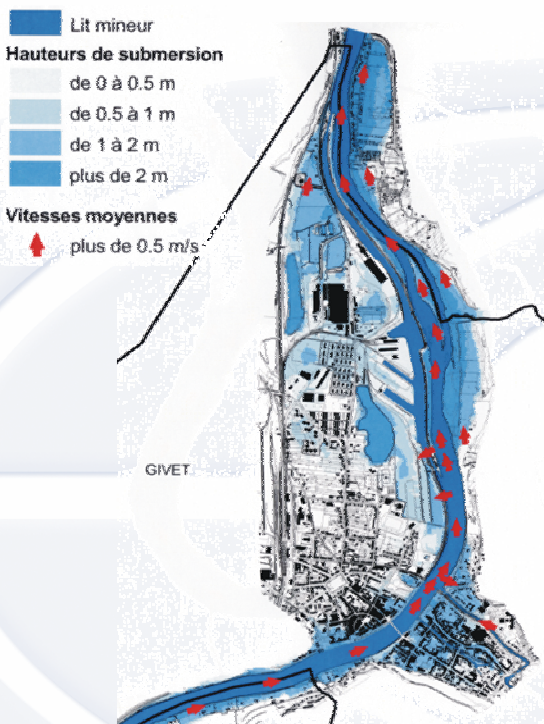 Lit mineur
Hauteurs de submersion
de 0 à 0.5 m
de 0.5 à 1 m
de 1 à 2 m
plus de 2 m
Vitesses moyennes
plus de 0.5 m/s
GIVET